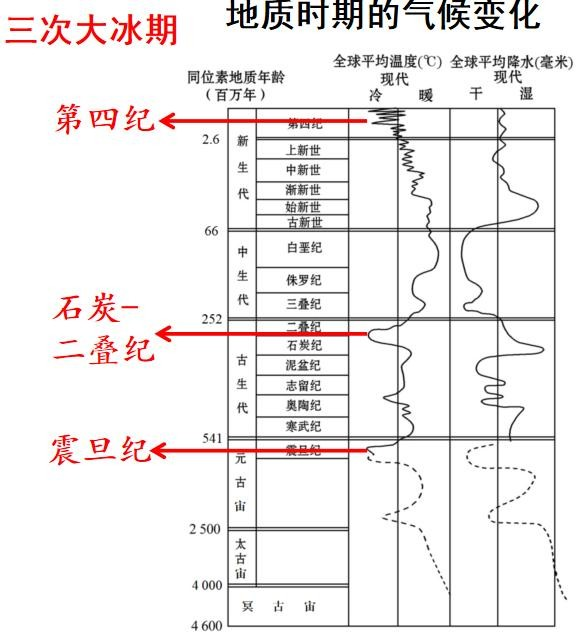 地质时期的气候变化
三次大冰期
全球平均温度(℃) 全球平均降水(毫米)
同位素地质年龄
(百万年)
现代 现代
冷 暖 干 湿
第四纪
第四纪
2.6
新生代
上新世
中新世
渐新世
始新世
古新世
66
中生代
白垩纪
侏罗纪
三叠纪
252
石炭-
二叠纪
古生代
二叠纪
石炭纪
泥盆纪
志留纪
奥陶纪
寒武纪
541
震旦纪
震旦纪
元古宙
2 500
太古宙
4 000
冥古宙
4 600